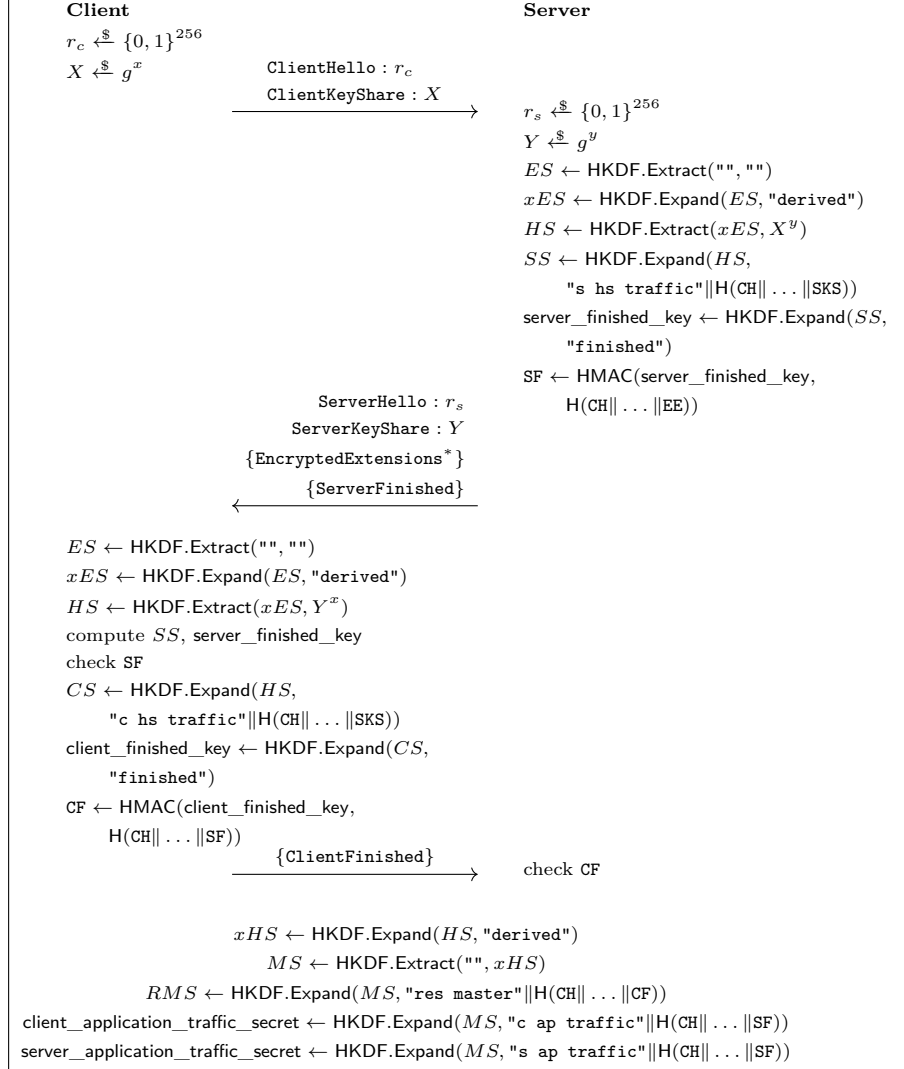 Client Server
r_c ←$ {0, 1}^256
X ←$ g^x
ClientHello : r_c
ClientKeyShare : X
r_s ←$ {0, 1}^256
Y ←$ g^y
ES ← HKDF.Extract("", "")
xES ← HKDF.Expand(ES, "derived")
HS ← HKDF.Extract(xES, X^y)
SS ← HKDF.Expand(HS,
"s hs traffic"‖H(CH‖ . . . ‖SKS))
server_finished_key ← HKDF.Expand(SS,
"finished")
SF ← HMAC(server_finished_key,
H(CH‖ . . . ‖EE))
ServerHello : r_s
ServerKeyShare : Y
{EncryptedExtensions*}
{ServerFinished}
ES ← HKDF.Extract("", "")
xES ← HKDF.Expand(ES, "derived")
HS ← HKDF.Extract(xES, Y^x)
compute SS, server_finished_key
check SF
CS ← HKDF.Expand(HS,
"c hs traffic"‖H(CH‖ . . . ‖SKS))
client_finished_key ← HKDF.Expand(CS,
"finished")
CF ← HMAC(client_finished_key,
H(CH‖ . . . ‖SF))
{ClientFinished}
check CF
xHS ← HKDF.Expand(HS, "derived")
MS ← HKDF.Extract("", xHS)
RMS ← HKDF.Expand(MS, "res master"‖H(CH‖ . . . ‖CF))
client_application_traffic_secret ← HKDF.Expand(MS, "c ap traffic"‖H(CH‖ . . . ‖SF))
server_application_traffic_secret ← HKDF.Expand(MS, "s ap traffic"‖H(CH‖ . . . ‖SF))